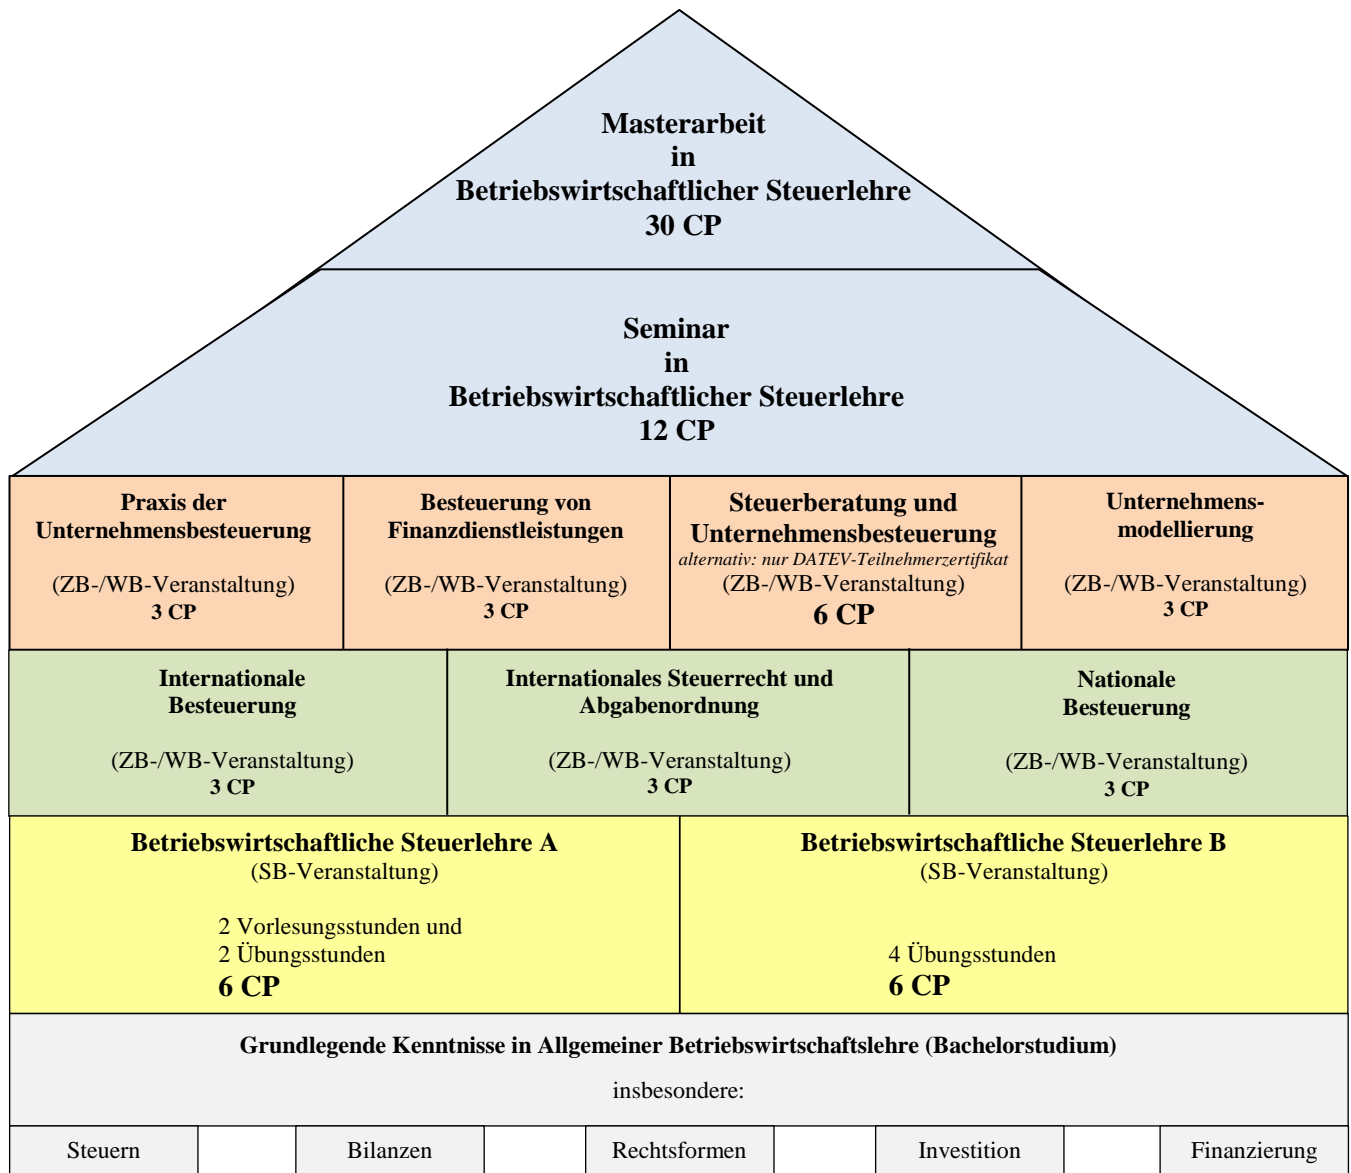 Masterarbeit
in
Betriebswirtschaftlicher Steuerlehre
30 CP
Seminar
in
Betriebswirtschaftlicher Steuerlehre
12 CP
Praxis der
Unternehmensbesteuerung
(ZB-/WB-Veranstaltung)
3 CP
Besteuerung von
Finanzdienstleistungen
(ZB-/WB-Veranstaltung)
3 CP
Steuerberatung und
Unternehmensbesteuerung
alternativ: nur DATEV-Teilnehmerzertifikat
(ZB-/WB-Veranstaltung)
6 CP
Unternehmens-
modellierung
(ZB-/WB-Veranstaltung)
3 CP
Internationale
Besteuerung
(ZB-/WB-Veranstaltung)
3 CP
Internationales Steuerrecht und
Abgabenordnung
(ZB-/WB-Veranstaltung)
3 CP
Nationale
Besteuerung
(ZB-/WB-Veranstaltung)
3 CP
Betriebswirtschaftliche Steuerlehre A
(SB-Veranstaltung)
2 Vorlesungsstunden und
2 Übungsstunden
6 CP
Betriebswirtschaftliche Steuerlehre B
(SB-Veranstaltung)
4 Übungsstunden
6 CP
Grundlegende Kenntnisse in Allgemeiner Betriebswirtschaftslehre (Bachelorstudium)
insbesondere:
Steuern
Bilanzen
Rechtsformen
Investition
Finanzierung